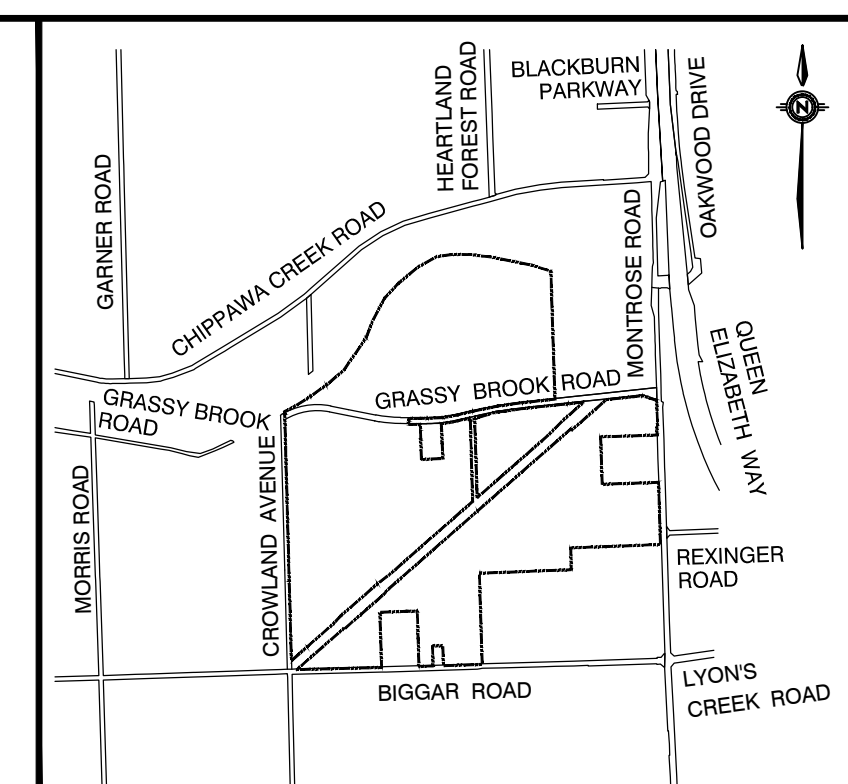 BLACKBURN
PARKWAY
HEARTLAND
FOREST ROAD
OAKWOOD DRIVE
N
GARNER ROAD
CHIPPAWA CREEK ROAD
MONTROSE ROAD
QUEEN
ELIZABETH WAY
GRASSY BROOK ROAD
GRASSY BROOK
ROAD
CROWLAND AVENUE
MORRIS ROAD
REXINGER
ROAD
BIGGAR ROAD
LYON'S
CREEK ROAD